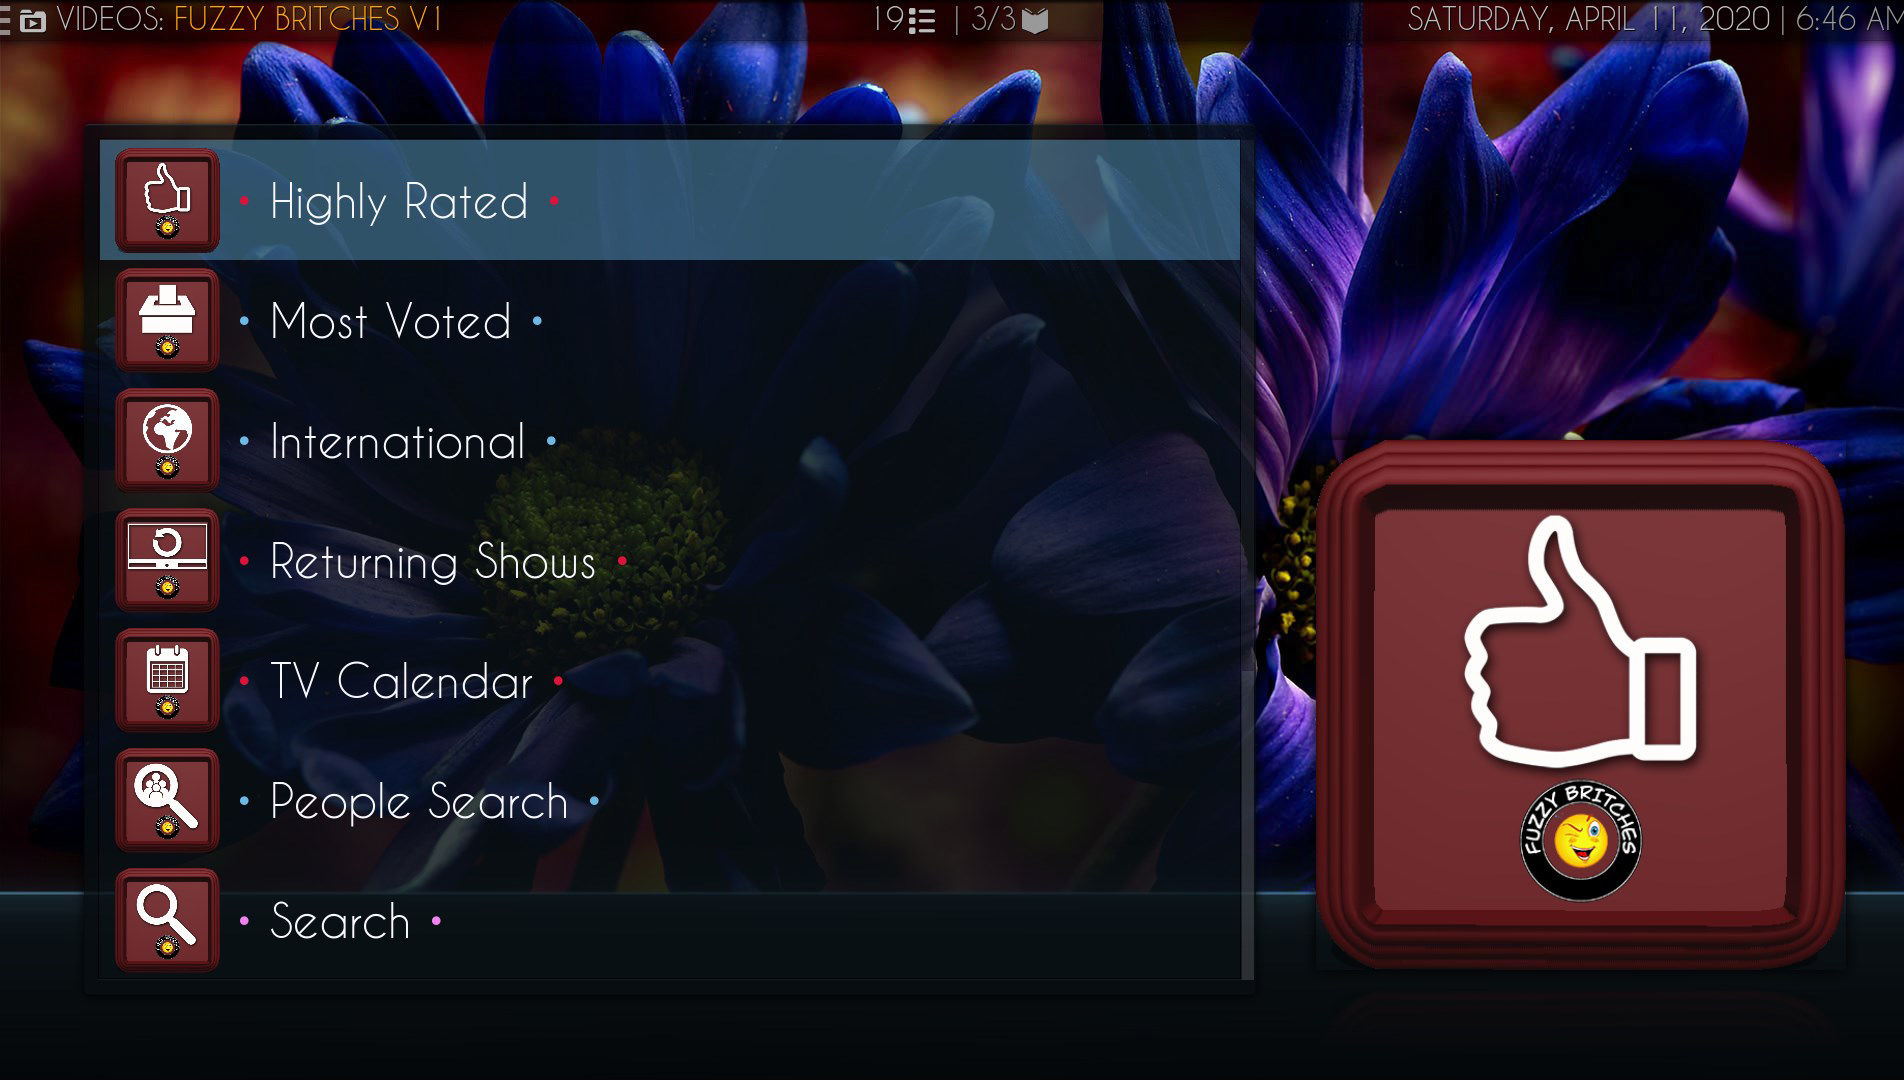 VIDEOS: FUZZY BRITCHES V1
19 | 3/3
SATURDAY, APRIL 11, 2020 | 6:46 AM
• Highly Rated •
• Most Voted •
• International •
• Returning Shows •
• TV Calendar •
• People Search •
• Search •
FUZZY BRITCHES